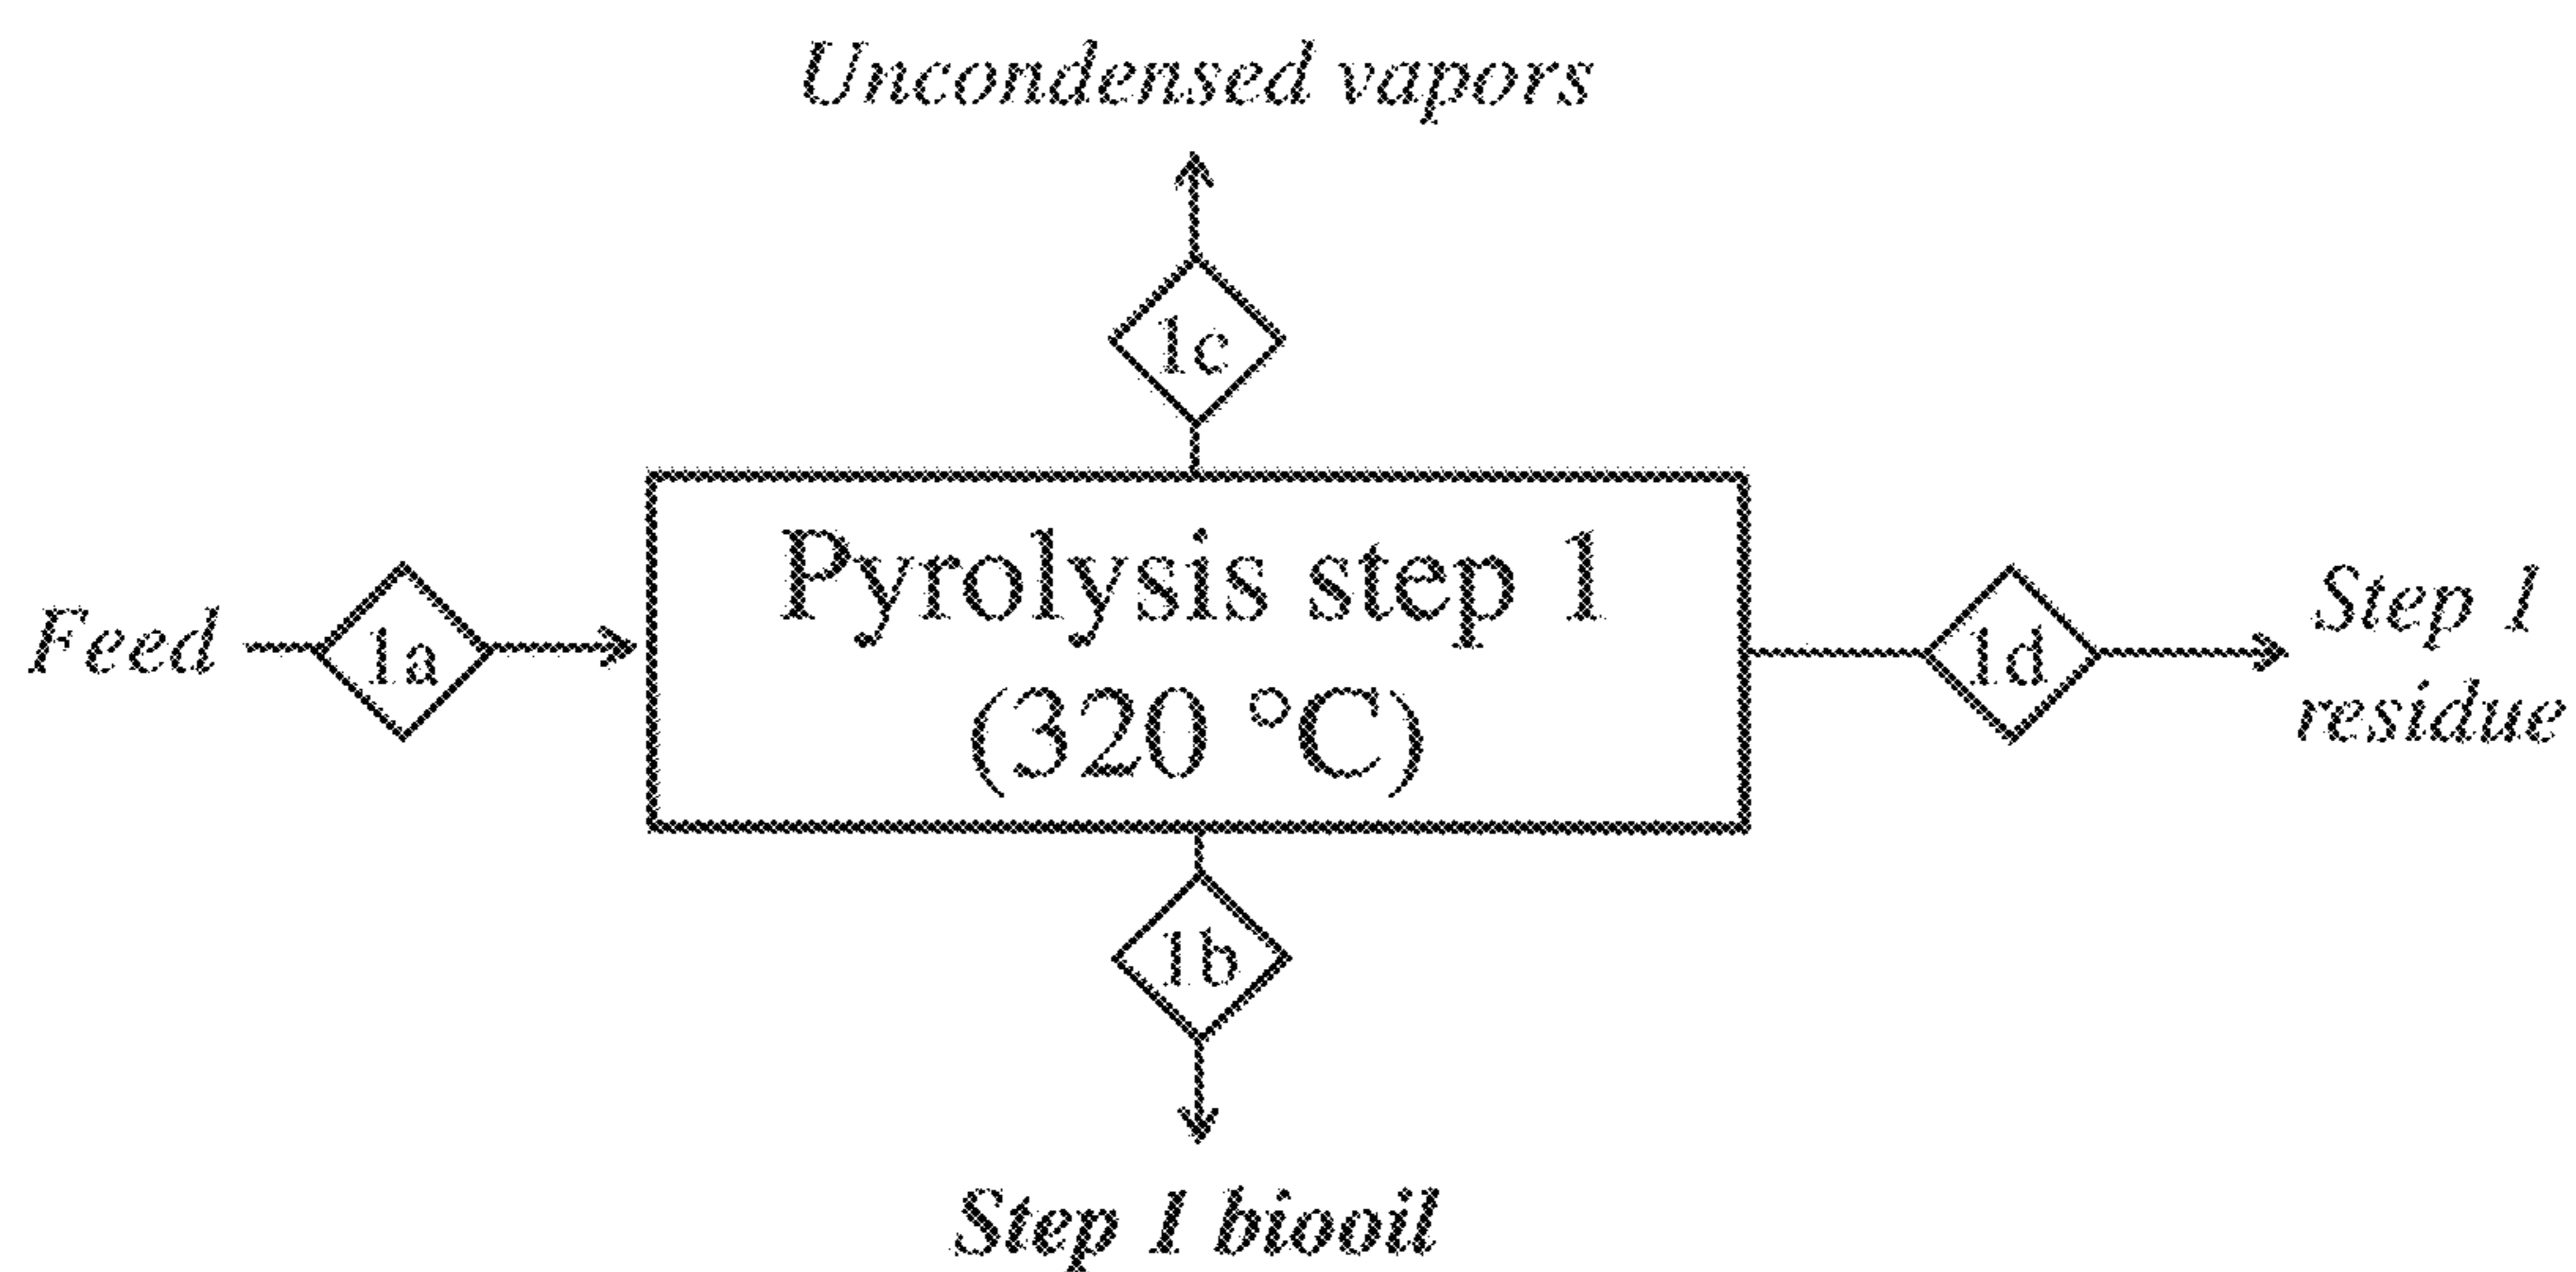 Uncondensed vapors
1c
Pyrolysis step 1
(320 °C)
Feed
1a
1d
Step 1
residue
1b
Step 1 biooil